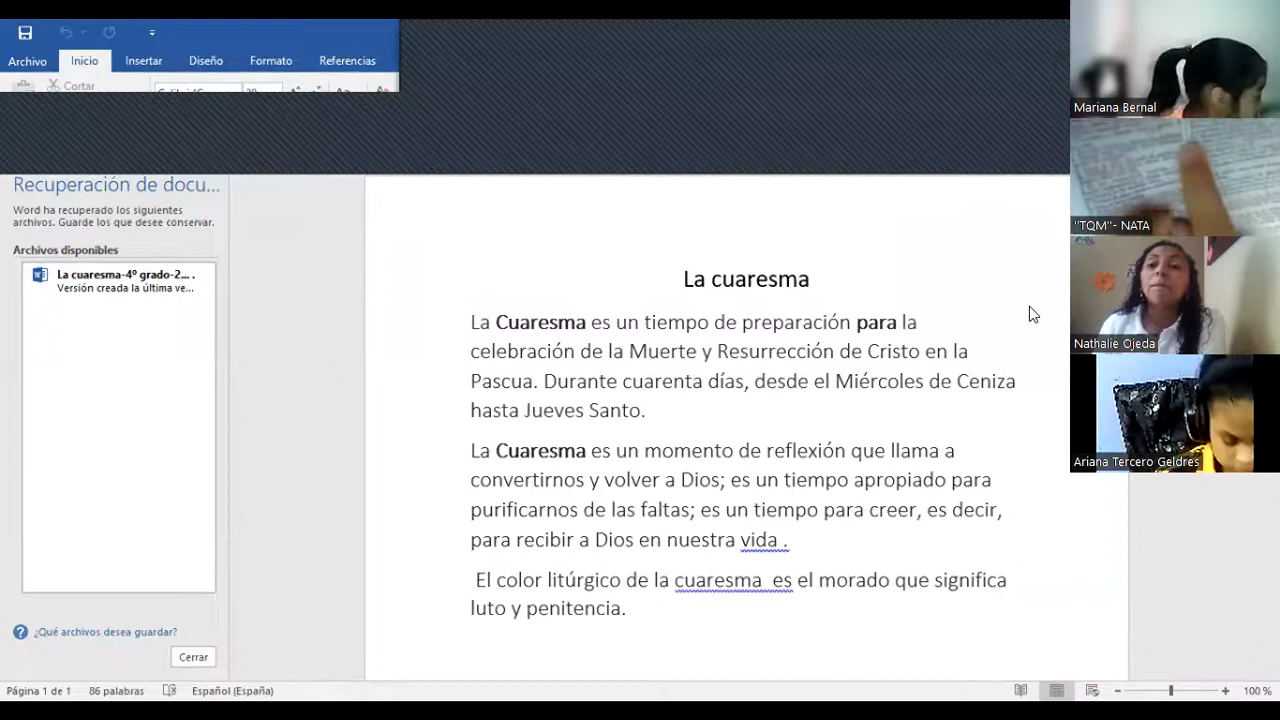 Archivo Inicio Insertar Diseño Formato Referencias
Cortar
Recuperación de docu...
Word ha recuperado los siguientes
archivos. Guarde los que desee conservar.
Archivos disponibles
La cuaresma-4º grado-2... .
Versión creada la última ve...
¿Qué archivos desea guardar?
Cerrar
La cuaresma
La Cuaresma es un tiempo de preparación para la
celebración de la Muerte y Resurrección de Cristo en la
Pascua. Durante cuarenta días, desde el Miércoles de Ceniza
hasta Jueves Santo.
La Cuaresma es un momento de reflexión que llama a
convertirnos y volver a Dios; es un tiempo apropiado para
purificarnos de las faltas; es un tiempo para creer, es decir,
para recibir a Dios en nuestra vida .
El color litúrgico de la cuaresma es el morado que significa
luto y penitencia.
Mariana Bernal
"TQM"- NATA
Nathalie Ojeda
Ariana Tercero Geldres
Página 1 de 1 86 palabras Español (España) 100 %